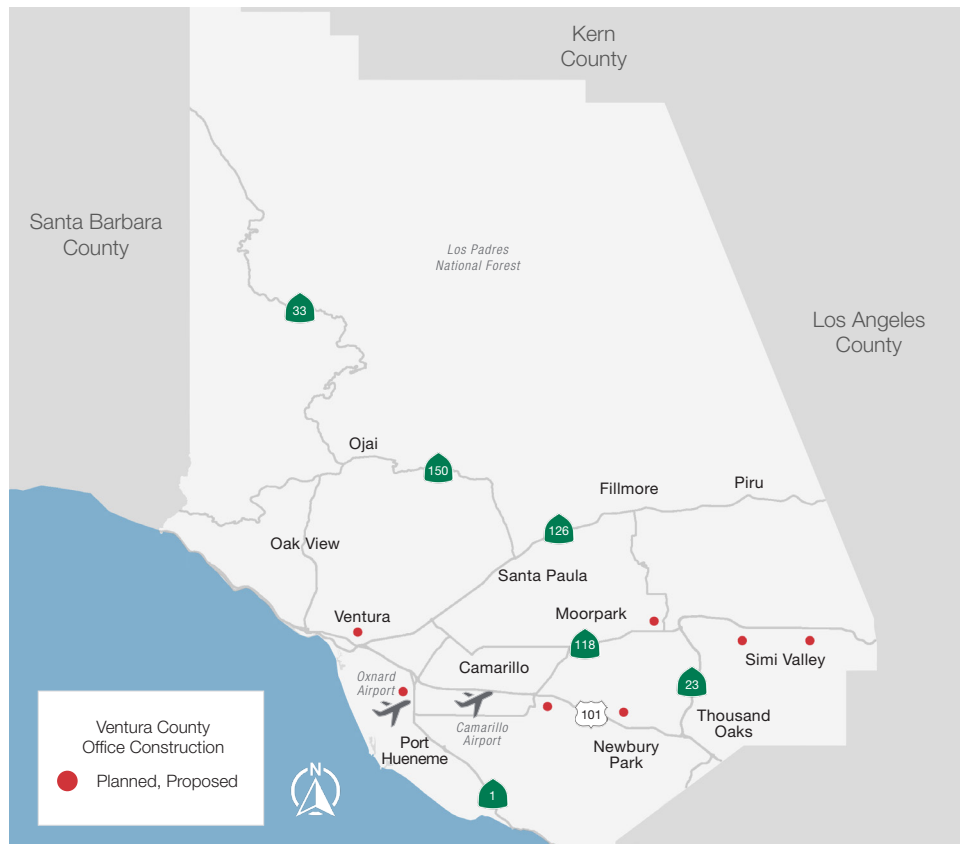 Kern
County
Santa Barbara
County
Los Padres
National Forest
33
Los Angeles
County
Ojai
150
Fillmore
Piru
126
Oak View
Santa Paula
Ventura
Moorpark
118
Simi Valley
Camarillo
Oxnard
Airport
23
101
Thousand
Oaks
Camarillo
Airport
Port
Hueneme
Newbury
Park
1
N
Ventura County
Office Construction
Planned, Proposed